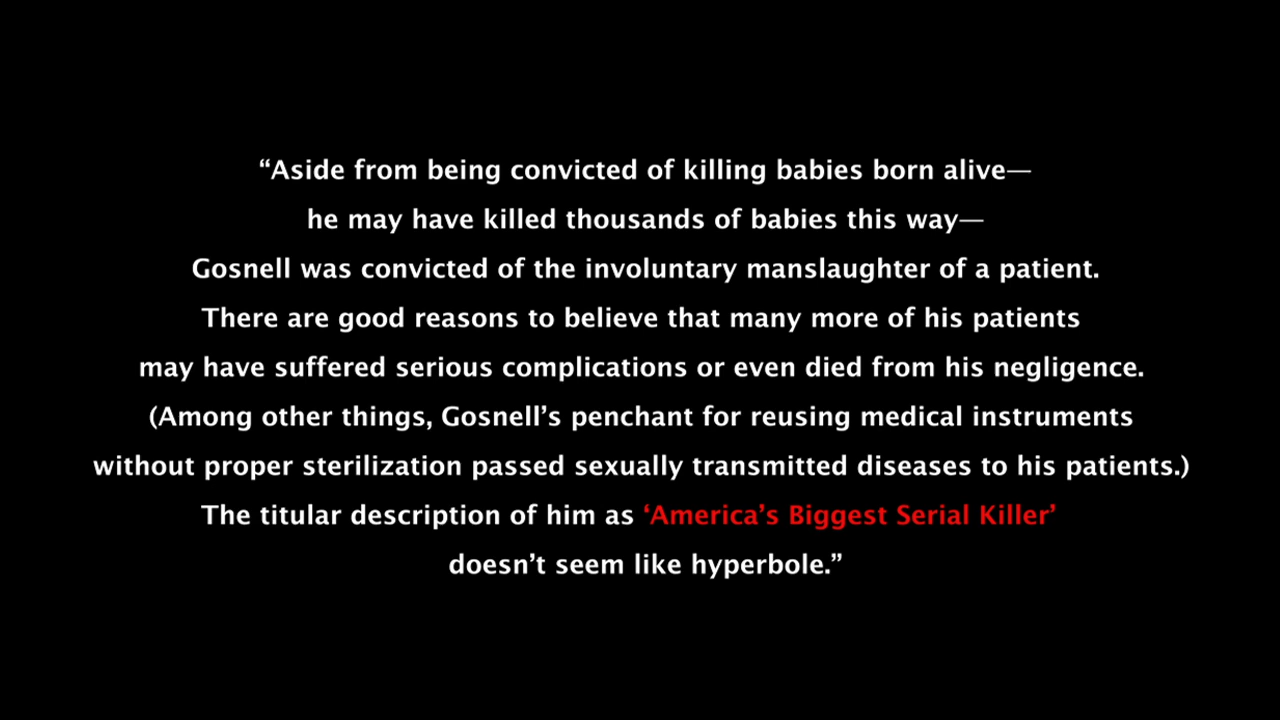 “Aside from being convicted of killing babies born alive—
he may have killed thousands of babies this way—
Gosnell was convicted of the involuntary manslaughter of a patient.
There are good reasons to believe that many more of his patients
may have suffered serious complications or even died from his negligence.
(Among other things, Gosnell’s penchant for reusing medical instruments
without proper sterilization passed sexually transmitted diseases to his patients.)
The titular description of him as ‘America’s Biggest Serial Killer’
doesn’t seem like hyperbole.”